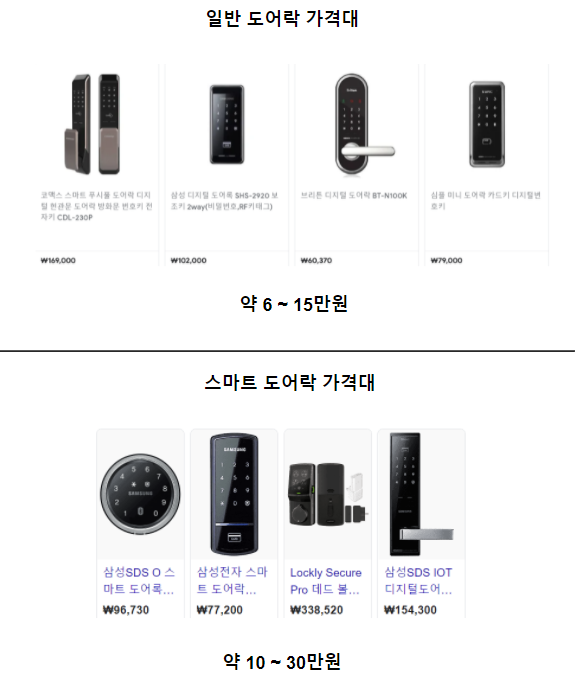 일반 도어락 가격대
코맥스 스마트 푸시풀 도어락 디지
털 현관문 도어락 방화문 번호키 전
자키 CDL-230P
₩169,000
삼성 디지털 도어록 SHS-2920 보
조키 2way(비밀번호,RF키태그)
₩102,000
브리튼 디지털 도어락 BT-N100K
₩60,370
심플 미니 도어락 카드키 디지털번
호키
₩79,000
약 6 ~ 15만원
스마트 도어락 가격대
SAMSUNG
삼성SDS O 스
마트 도어록...
₩96,730
SAMSUNG
삼성전자 스마
트 도어락...
₩77,200
Lockly Secure
Pro 데드 볼...
₩338,520
SAMSUNG
삼성SDS IOT
디지털도어...
₩154,300
약 10 ~ 30만원